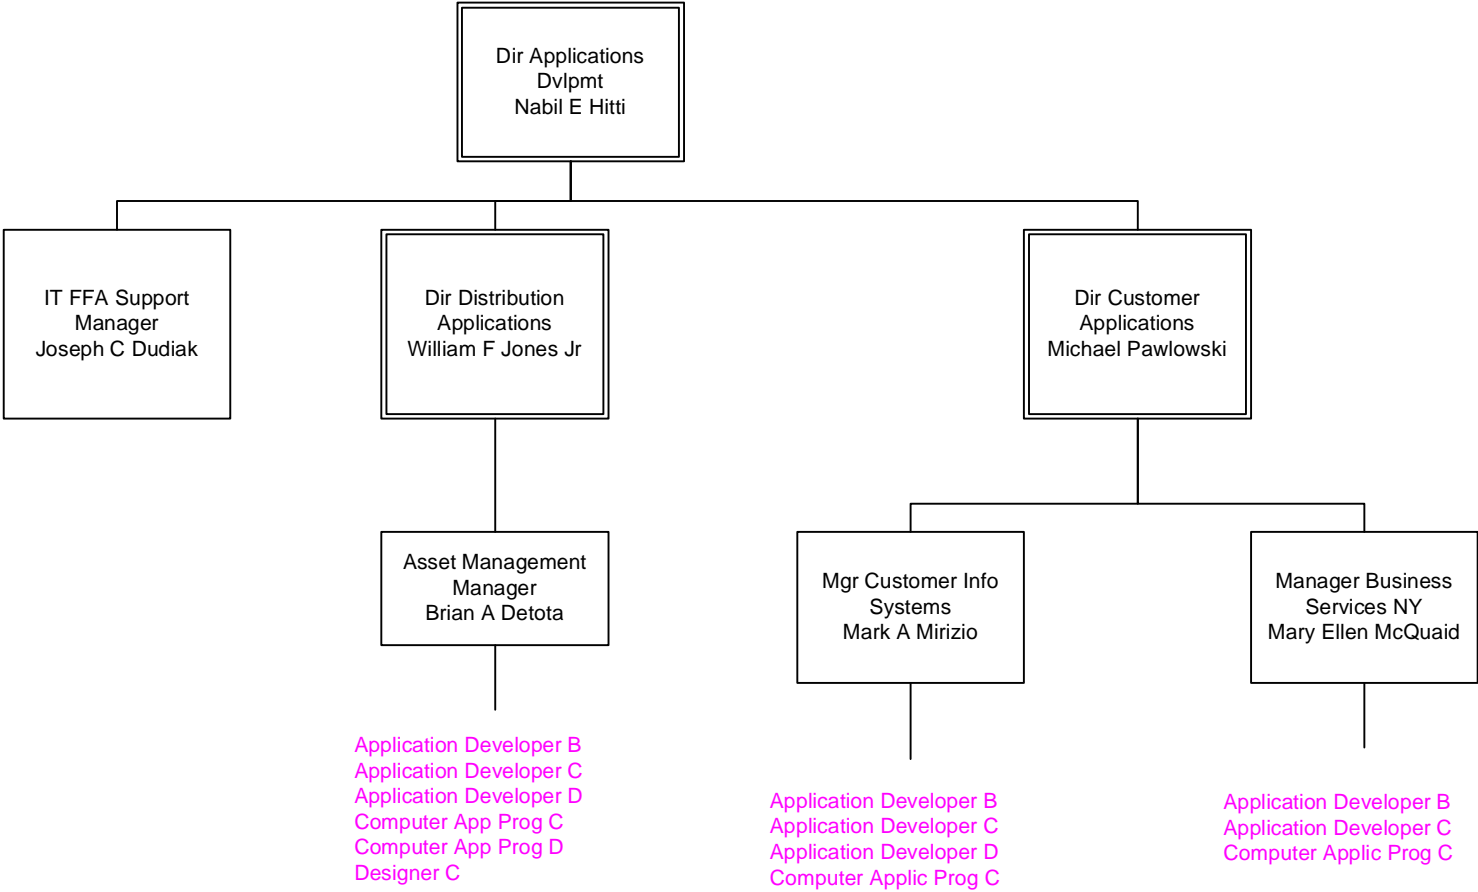 Dir Applications
Dvlpmt
Nabil E Hitti
IT FFA Support
Manager
Joseph C Dudiak
Dir Distribution
Applications
William F Jones Jr
Dir Customer
Applications
Michael Pawlowski
Asset Management
Manager
Brian A Detota
Mgr Customer Info
Systems
Mark A Mirizio
Manager Business
Services NY
Mary Ellen McQuaid
Application Developer B
Application Developer C
Application Developer D
Computer App Prog C
Computer App Prog D
Designer C
Application Developer B
Application Developer C
Application Developer D
Computer Applic Prog C
Application Developer B
Application Developer C
Computer Applic Prog C